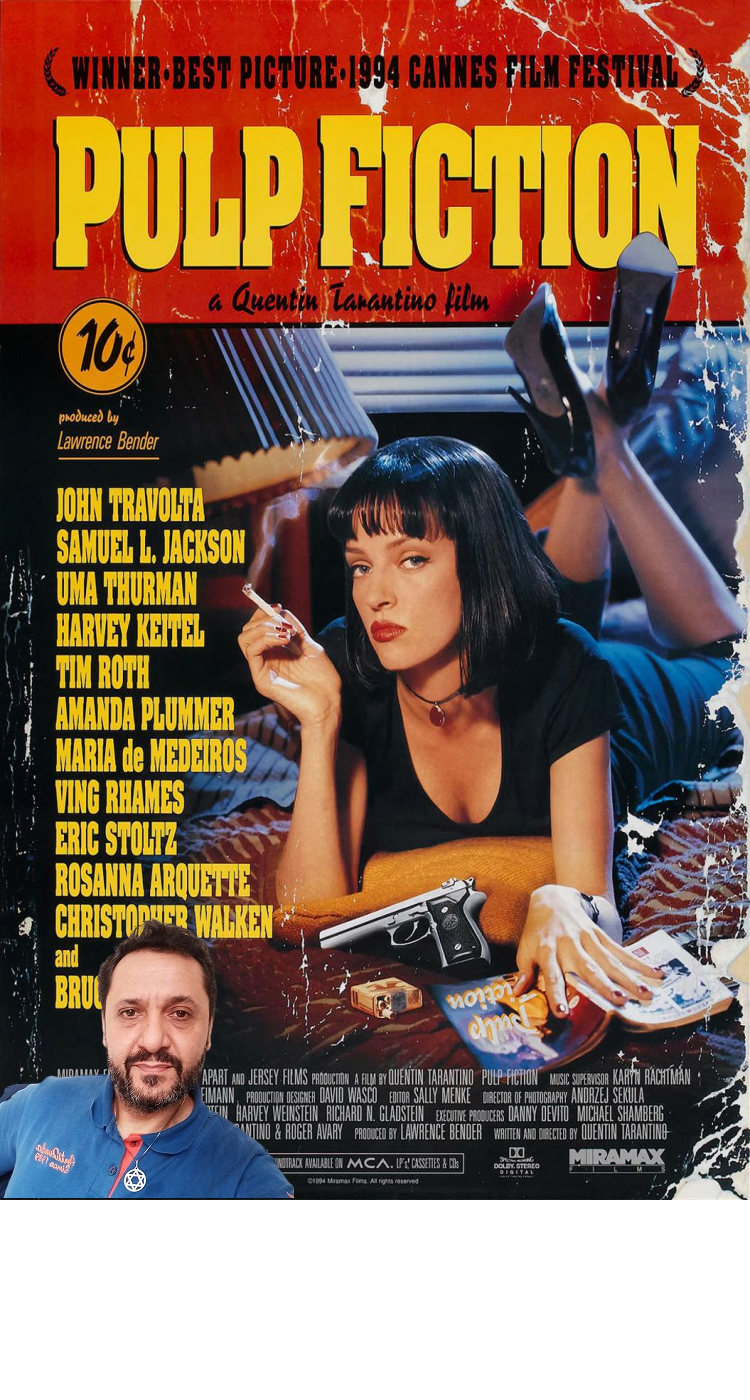 WINNER•BEST PICTURE•1994 CANNES FILM FESTIVAL
PULP FICTION
a Quentin Tarantino film
10¢
produced by
Lawrence Bender
JOHN TRAVOLTA
SAMUEL L. JACKSON
UMA THURMAN
HARVEY KEITEL
TIM ROTH
AMANDA PLUMMER
MARIA de MEDEIROS
VING RHAMES
ERIC STOLTZ
ROSANNA ARQUETTE
CHRISTOPHER WALKEN
and
Pulp
Fiction
MIRAMAX APART AND JERSEY FILMS PRODUCTION A FILM BY QUENTIN TARANTINO PULP FICTION MUSIC SUPERVISOR KARYN RACHTMAN
EIMANN PRODUCTION DESIGNER DAVID WASCO EDITOR SALLY MENKE DIRECTOR OF PHOTOGRAPHY ANDRZEJ SEKULA
TEIN HARVEY WEINSTEIN RICHARD N. GLADSTEIN EXECUTIVE PRODUCERS DANNY DEVITO MICHAEL SHAMBERG
ANTINO & ROGER AVARY PRODUCED BY LAWRENCE BENDER WRITTEN AND DIRECTED BY QUENTIN TARANTINO
NDTRACK AVAILABLE ON MCA. LP's, CASSETTES & CDs
DOLBY STEREO
DIGITAL
MIRAMAX
FILMS
©1994 Miramax Films. All rights reserved